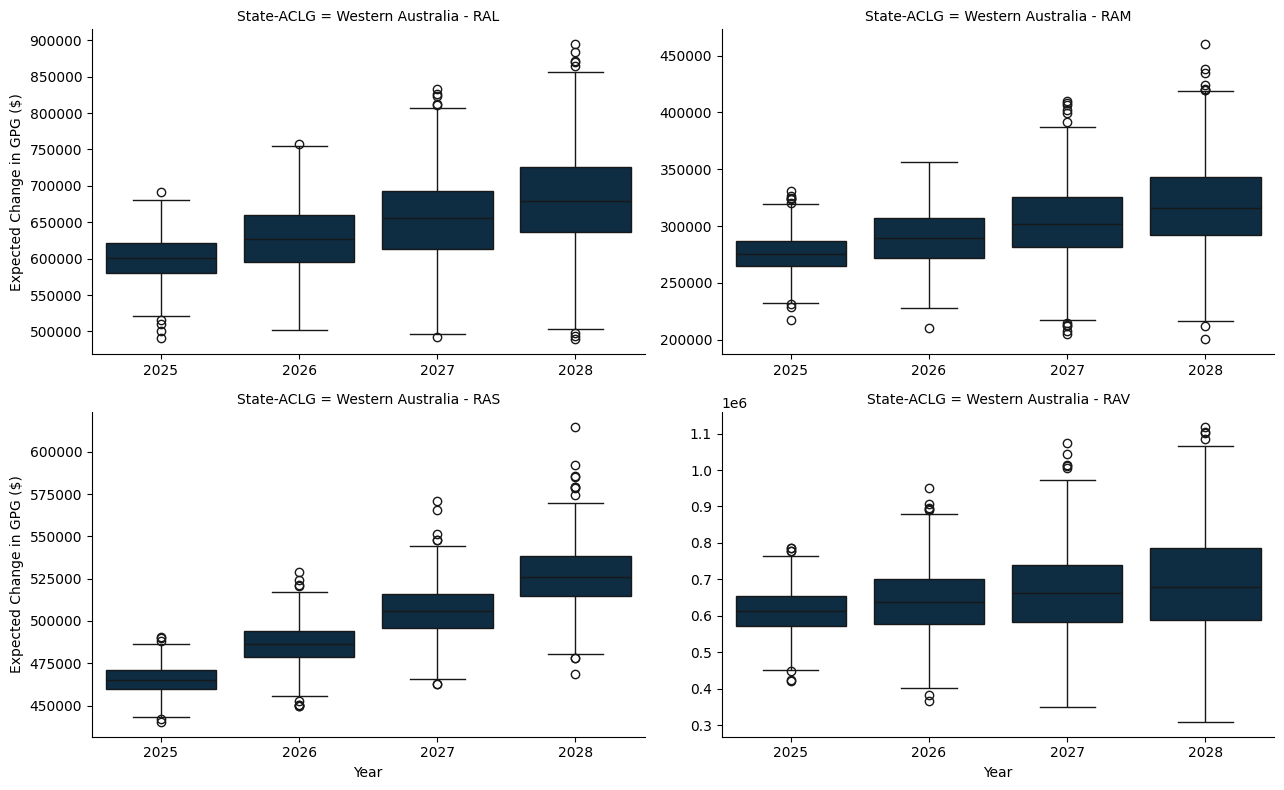 State-ACLG = Western Australia - RAL
900000
850000
800000
750000
700000
650000
600000
550000
500000
Expected Change in GPG ($)
2025 2026 2027 2028
State-ACLG = Western Australia - RAM
450000
400000
350000
300000
250000
200000
2025 2026 2027 2028
State-ACLG = Western Australia - RAS
600000
575000
550000
525000
500000
475000
450000
Expected Change in GPG ($)
2025 2026 2027 2028
Year
State-ACLG = Western Australia - RAV
1e6
1.1
1.0
0.9
0.8
0.7
0.6
0.5
0.4
0.3
2025 2026 2027 2028
Year